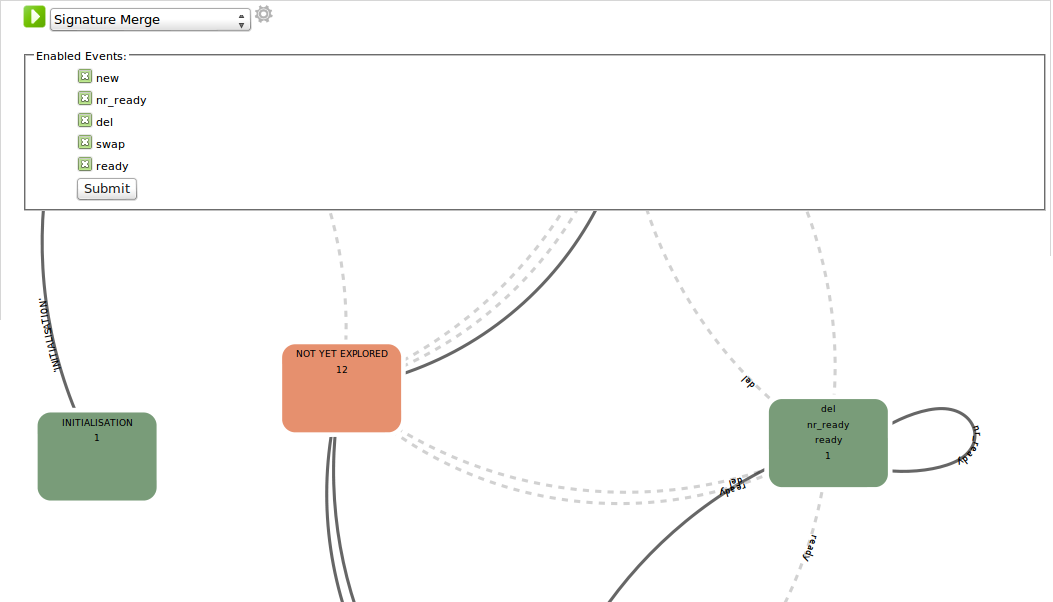 Signature Merge
Enabled Events:
new
nr_ready
del
swap
ready
Submit
'INITIALISATION'
NOT YET EXPLORED
12
del
INITIALISATION
1
del
nr_ready
ready
1
nr_ready
del
ready
ready